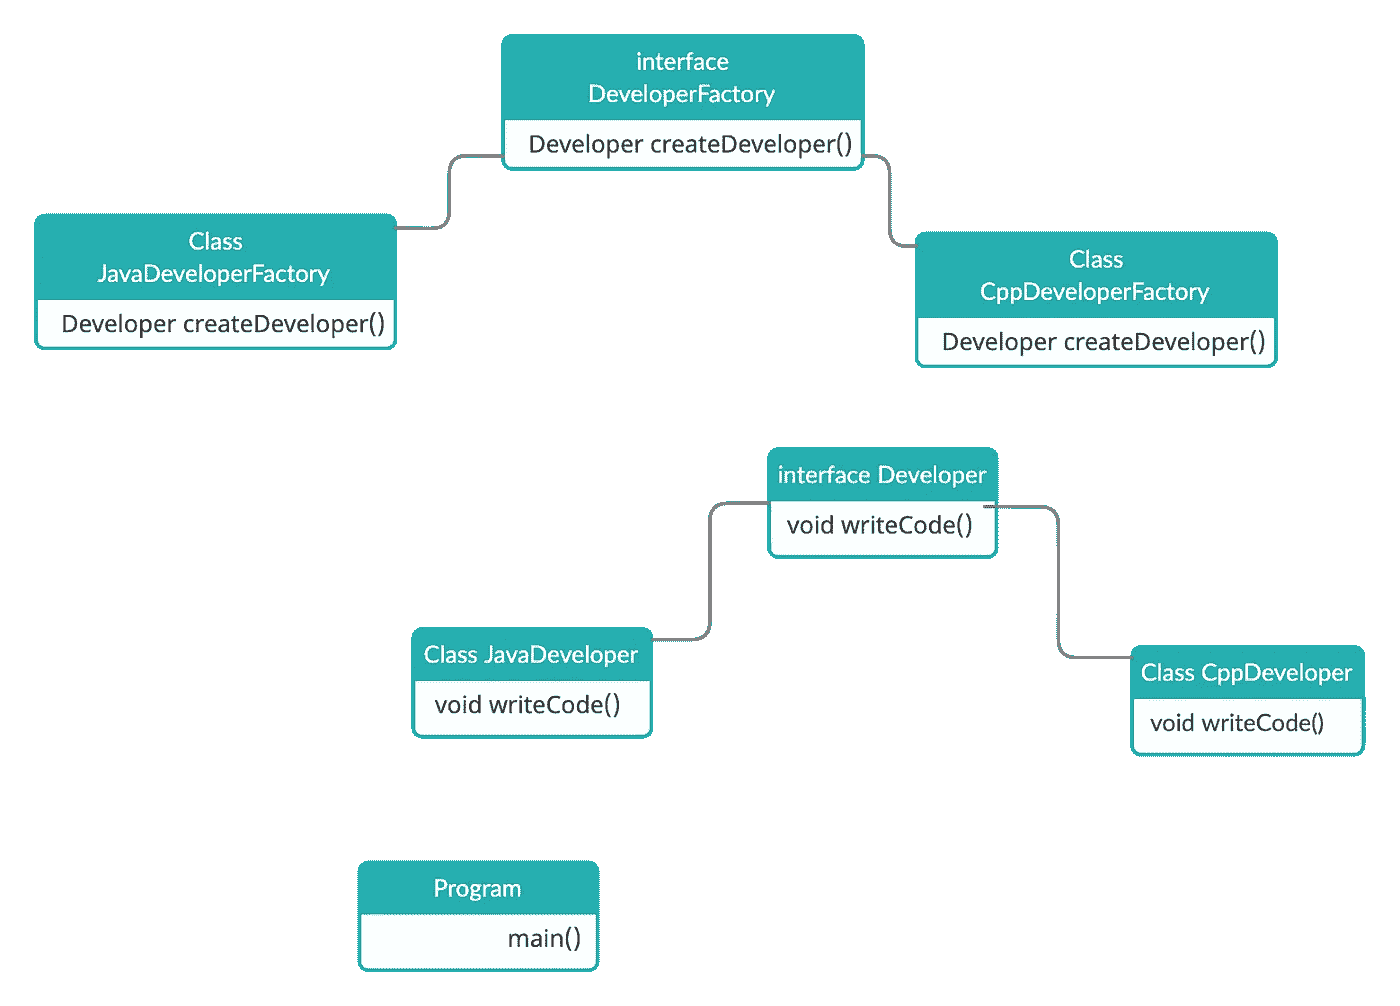 interface
DeveloperFactory
Developer createDeveloper()
Class
JavaDeveloperFactory
Developer createDeveloper()
Class
CppDeveloperFactory
Developer createDeveloper()
interface Developer
void writeCode()
Class JavaDeveloper
void writeCode()
Class CppDeveloper
void writeCode()
Program
main()